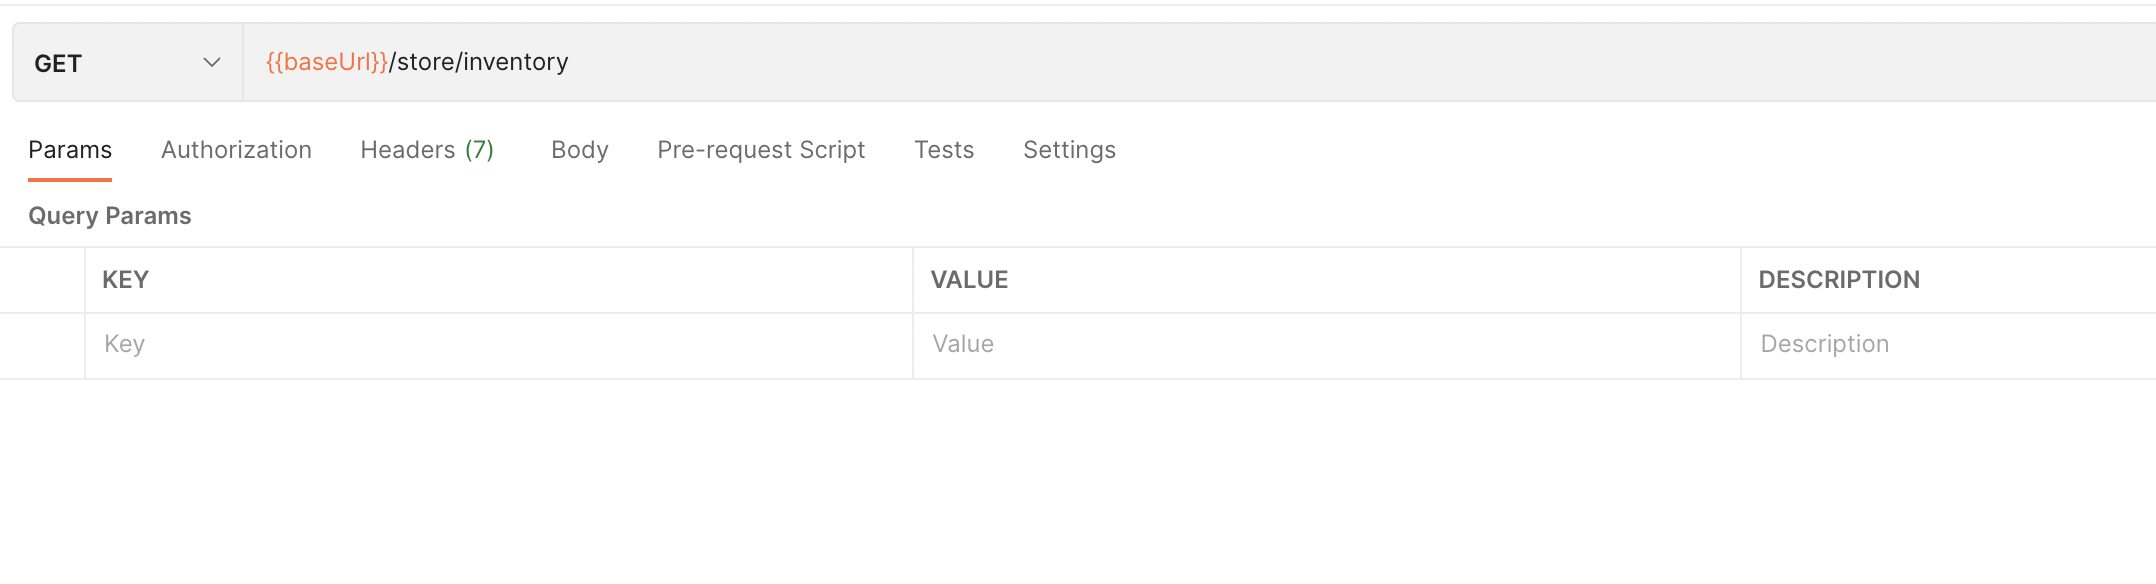 GET {{baseUrl}}/store/inventory
Params Authorization Headers (7) Body Pre-request Script Tests Settings
Query Params
KEY VALUE DESCRIPTION
Key Value Description